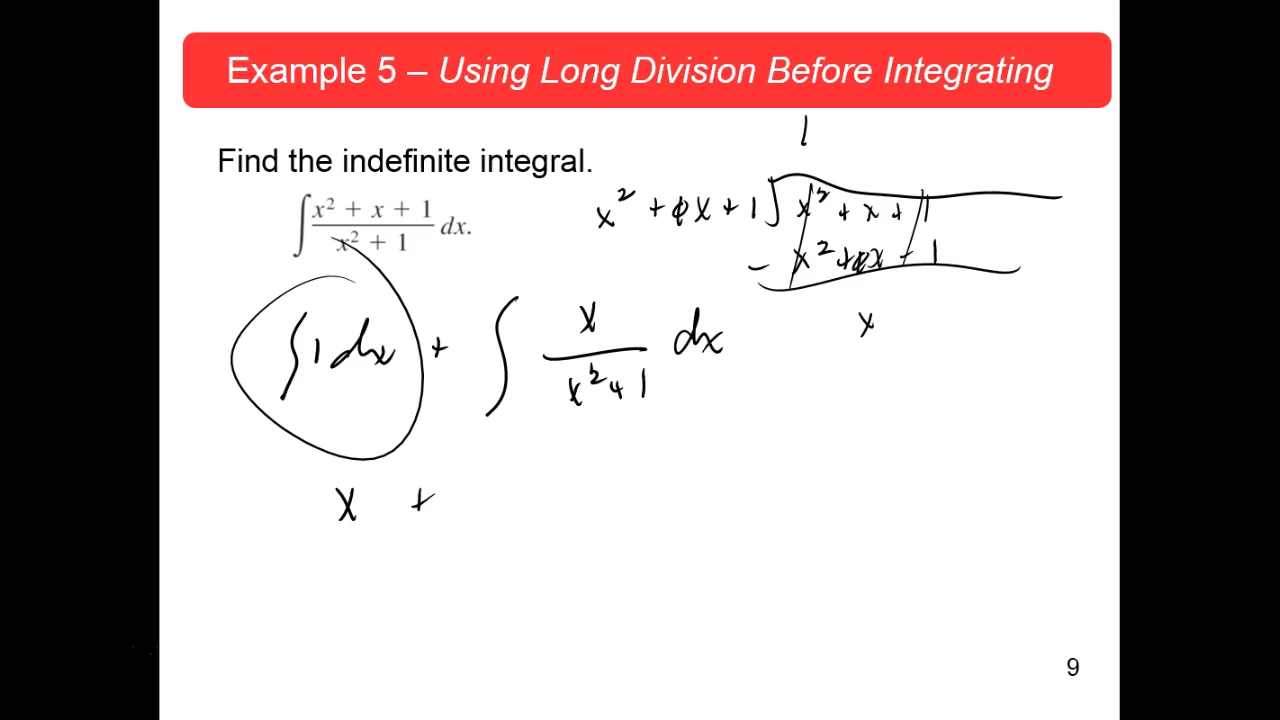 Example 5 – Using Long Division Before Integrating
Find the indefinite integral.
∫ (x² + x + 1)/(x² + 1) dx.
1
x² + 0x + 1 ) x² + x + 1
− x² + 0x + 1
x
∫ 1 dx + ∫ x/(x² + 1) dx
x +
9